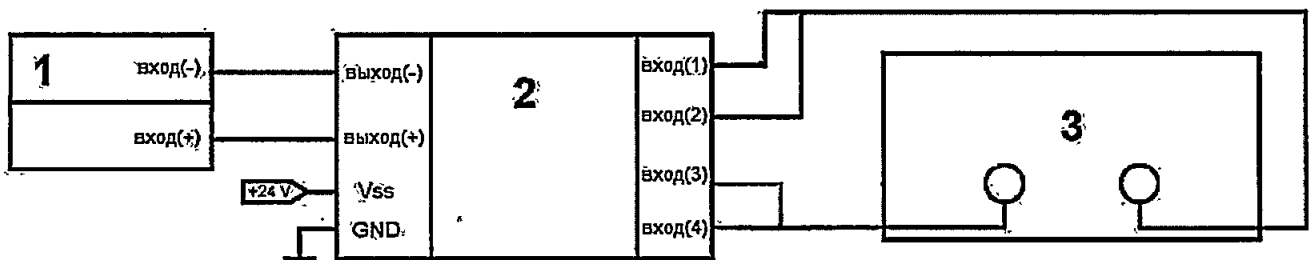 1
вход(-)
вход(+)
выход(-)
выход(+)
+24 V
Vss
GND
2
вход(1)
вход(2)
вход(3)
вход(4)
3